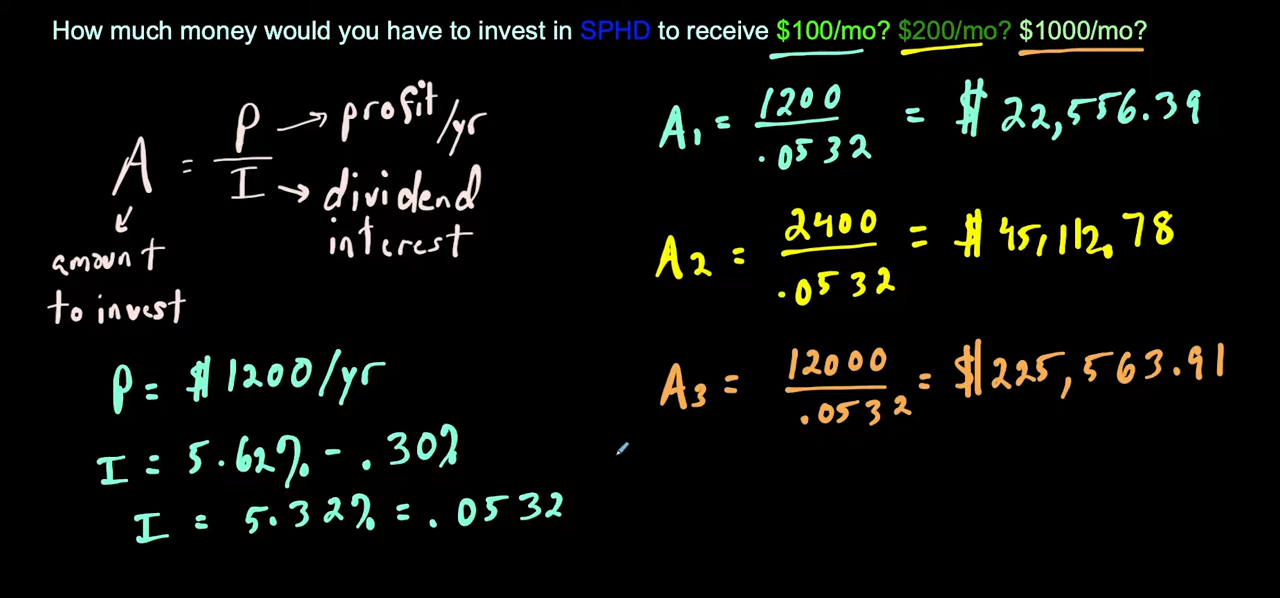 How much money would you have to invest in SPHD to receive $100/mo? $200/mo? $1000/mo?
A = P / I
P → profit/yr
I → dividend interest
amount
to invest
P = $1200/yr
I = 5.62% - .30%
I = 5.32% = .0532
A1 = 1200 / .0532 = $22,556.39
A2 = 2400 / .0532 = $45,112.78
A3 = 12000 / .0532 = $225,563.91